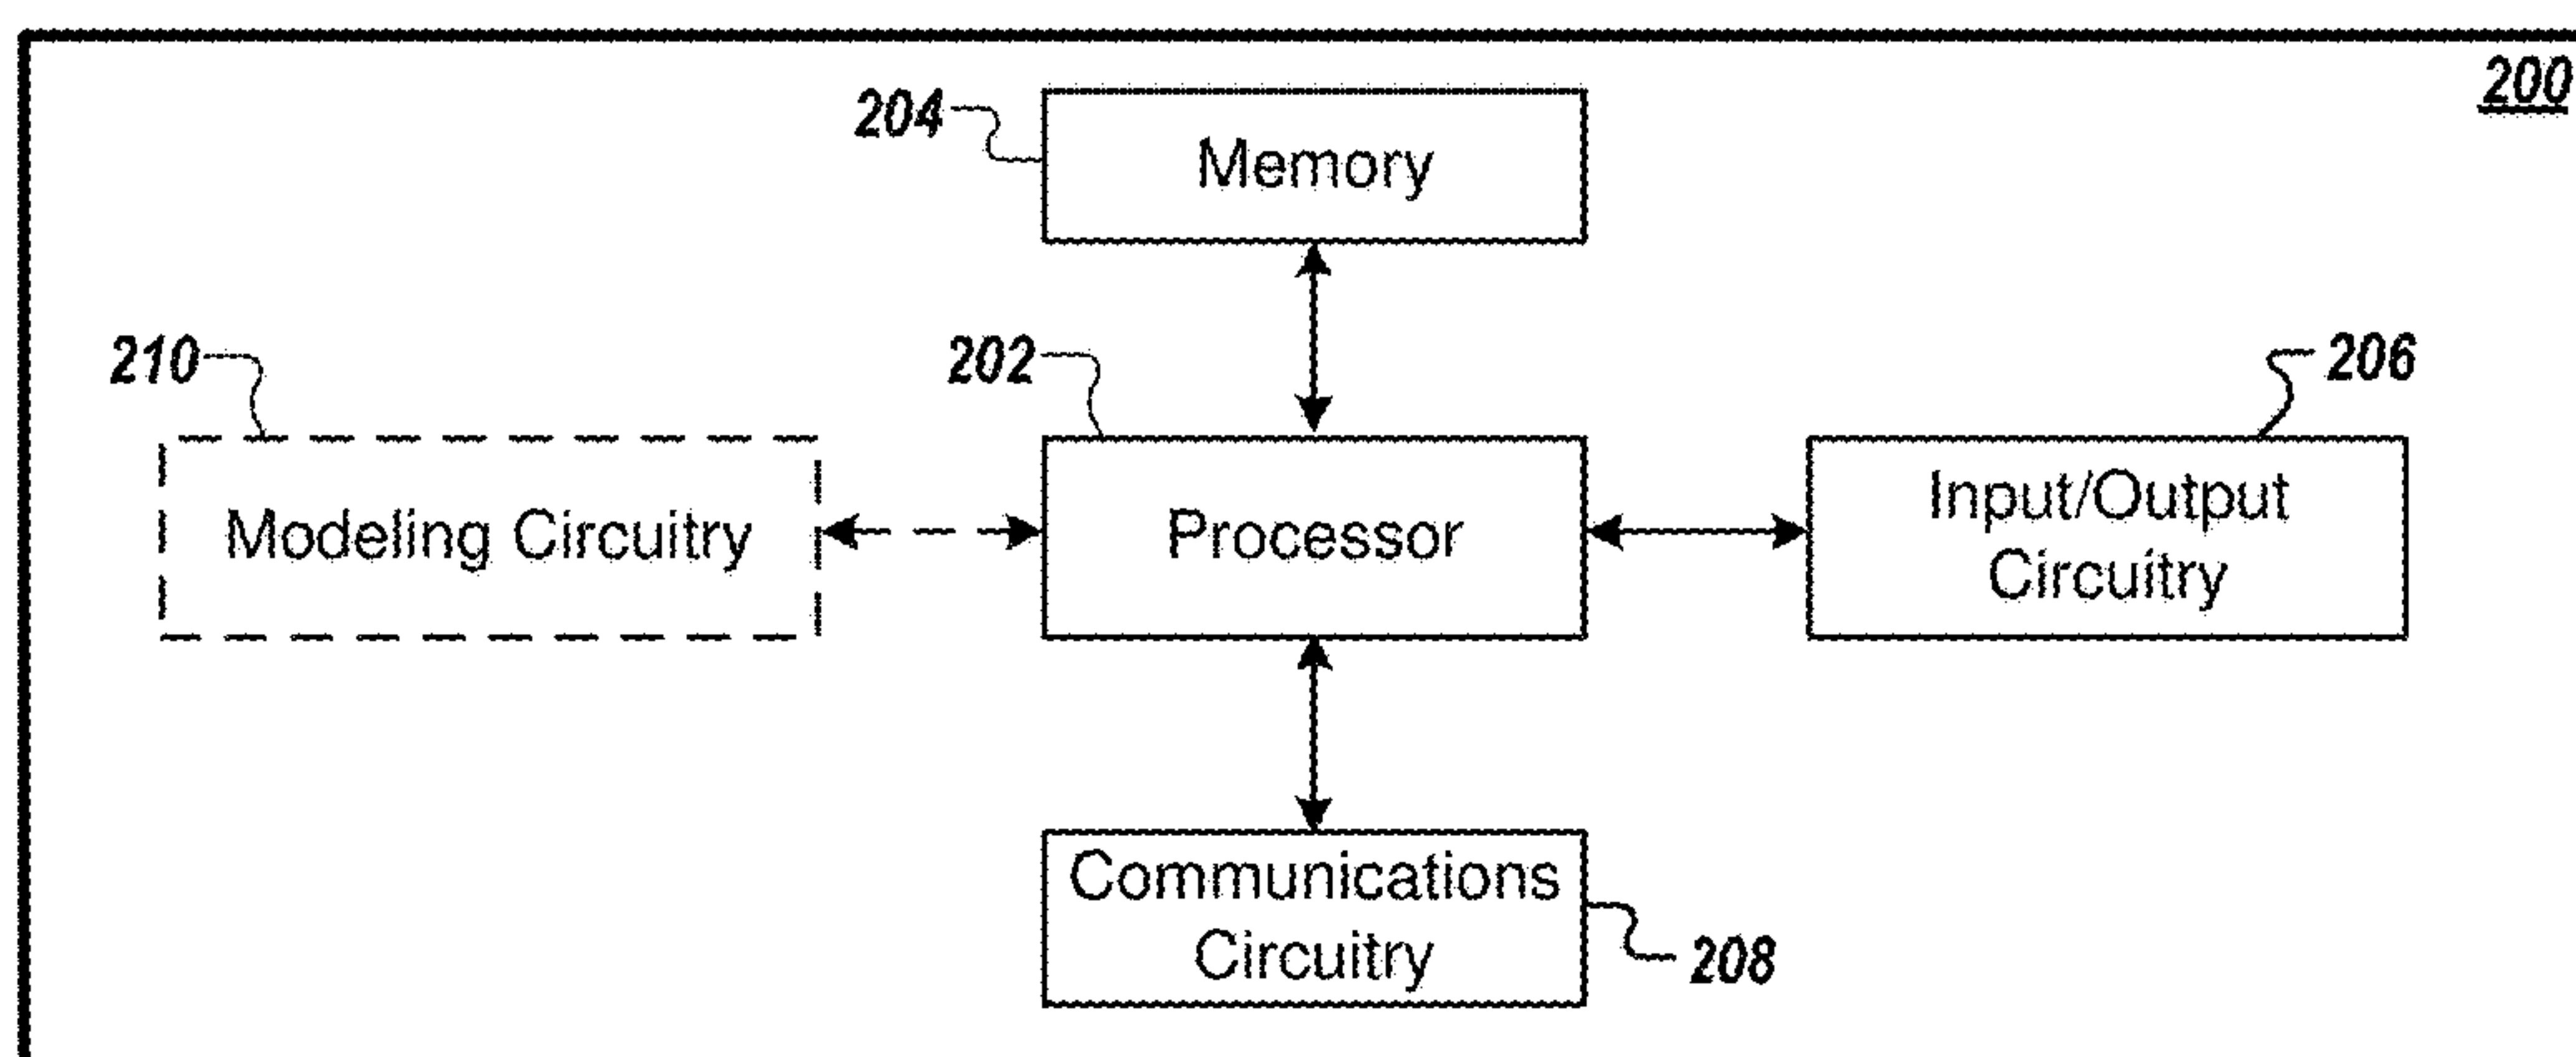 200
204
Memory
210
202
206
Modeling Circuitry
Processor
Input/Output
Circuitry
Communications
Circuitry
208